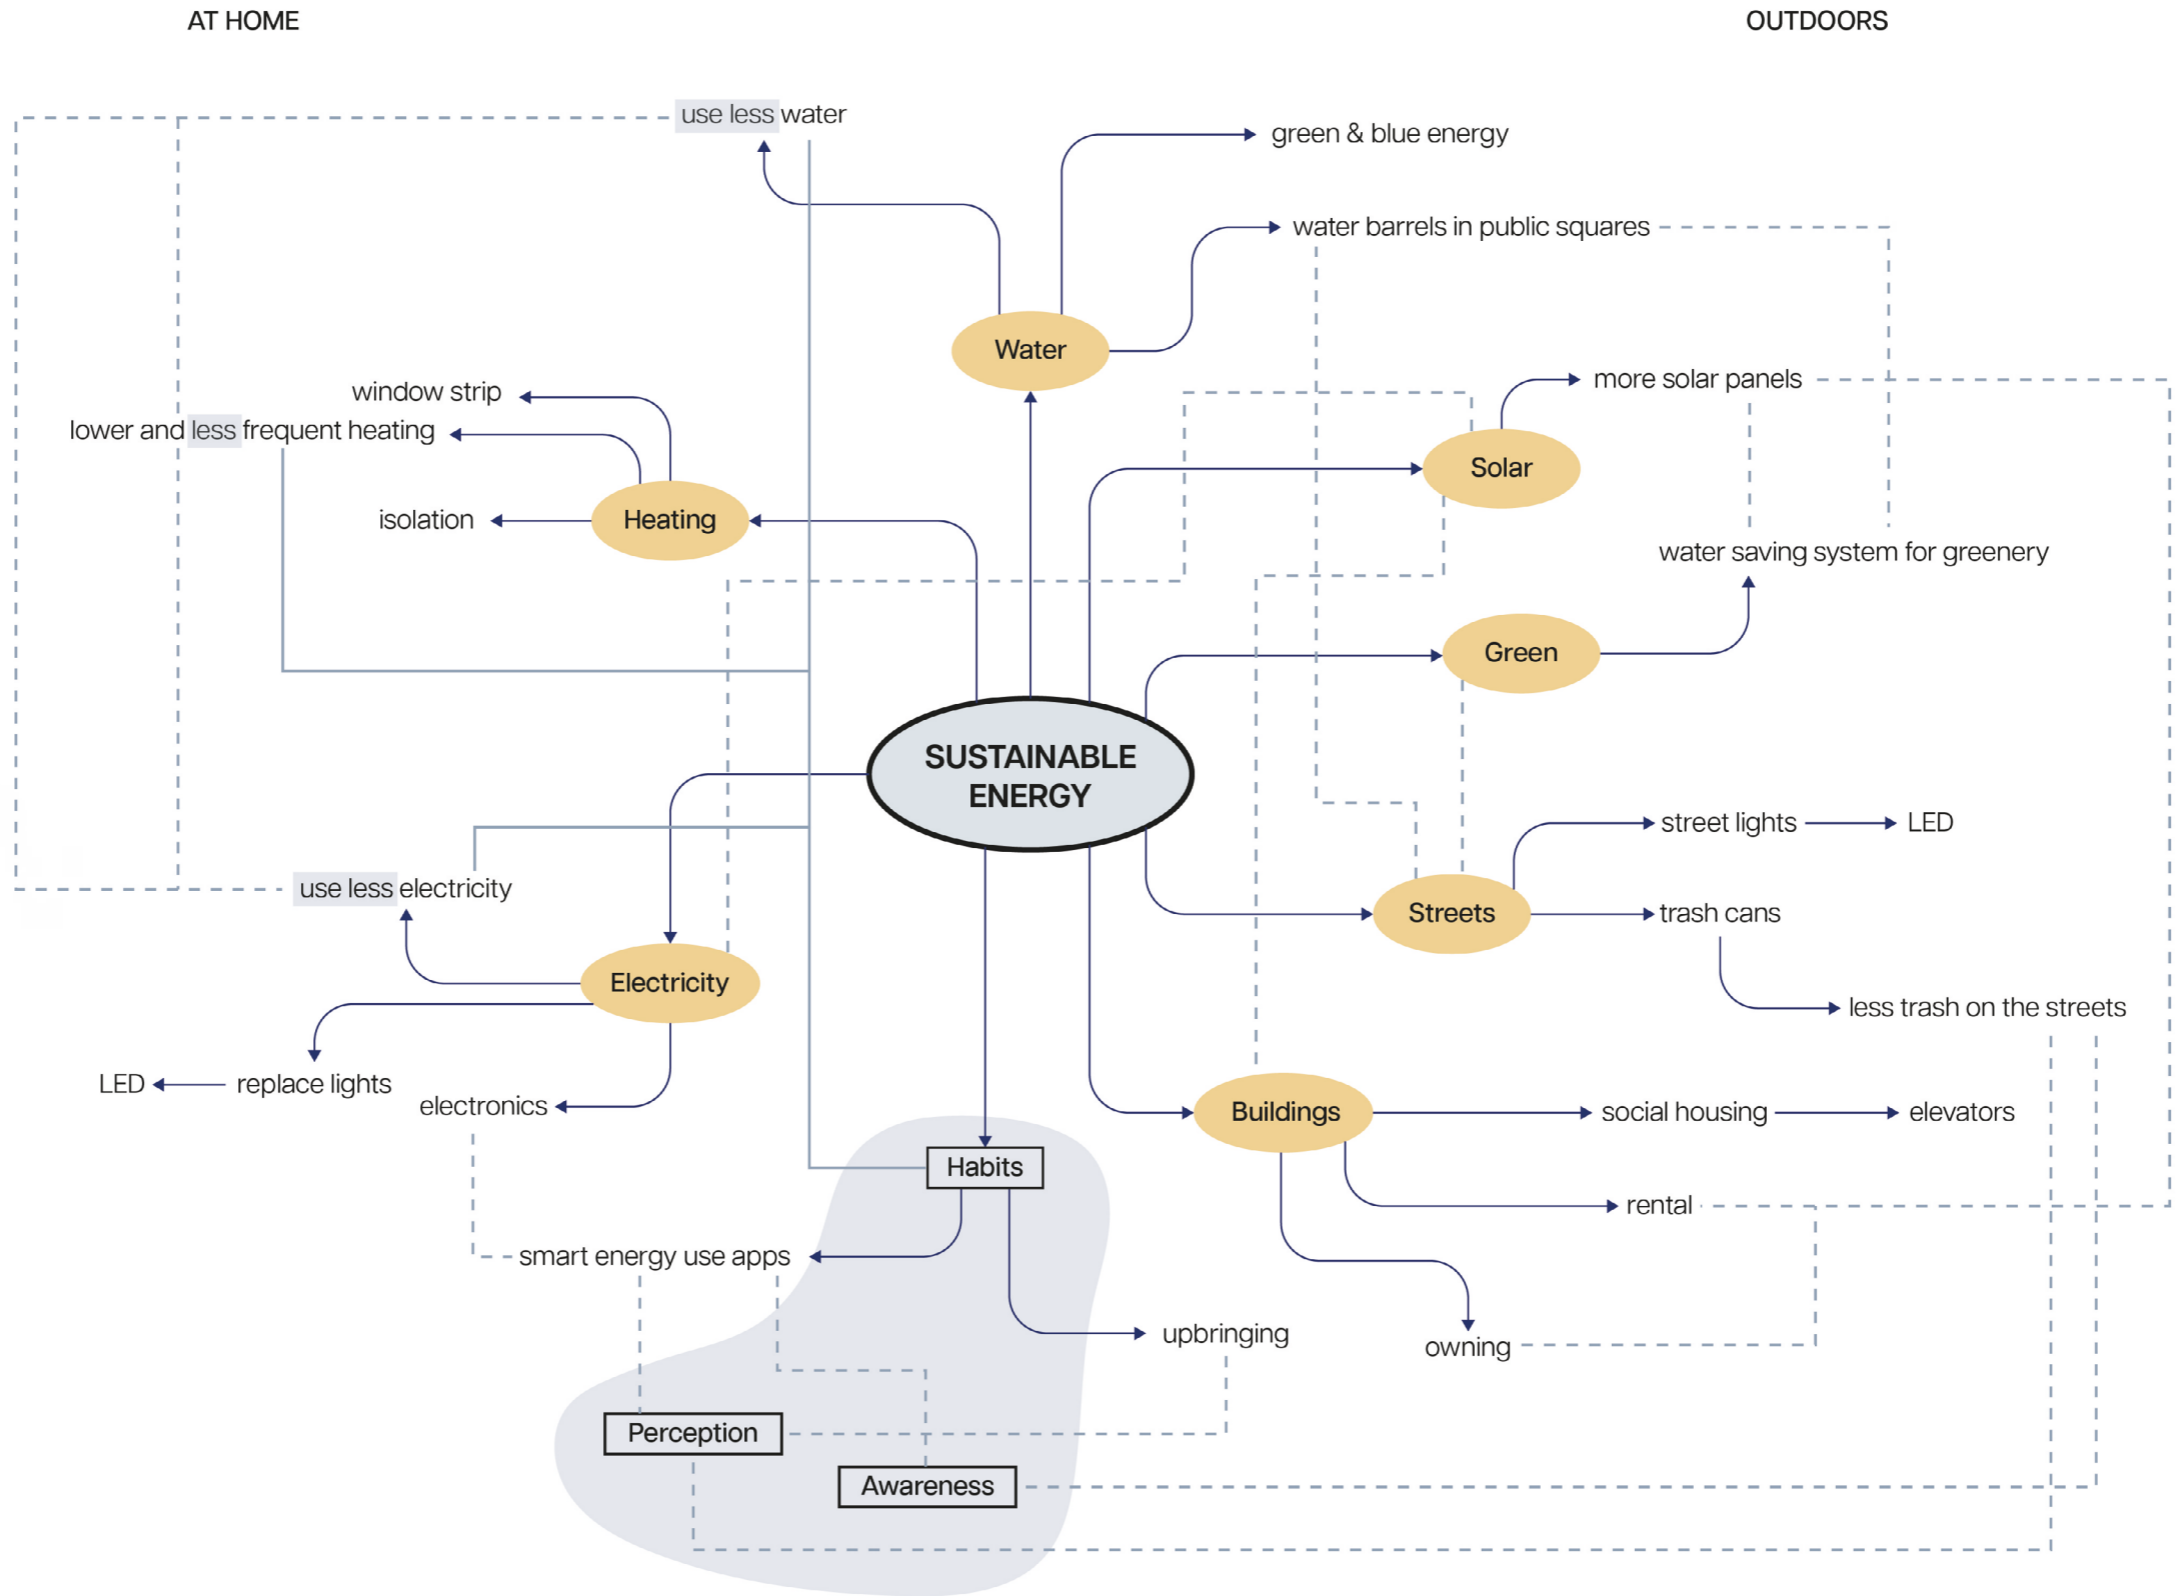 AT HOME
OUTDOORS
use less water
green & blue energy
water barrels in public squares
Water
window strip
more solar panels
lower and less frequent heating
Solar
isolation
Heating
water saving system for greenery
Green
SUSTAINABLE
ENERGY
street lights
LED
use less electricity
Streets
trash cans
Electricity
less trash on the streets
LED
replace lights
electronics
Buildings
social housing
elevators
Habits
rental
smart energy use apps
upbringing
owning
Perception
Awareness